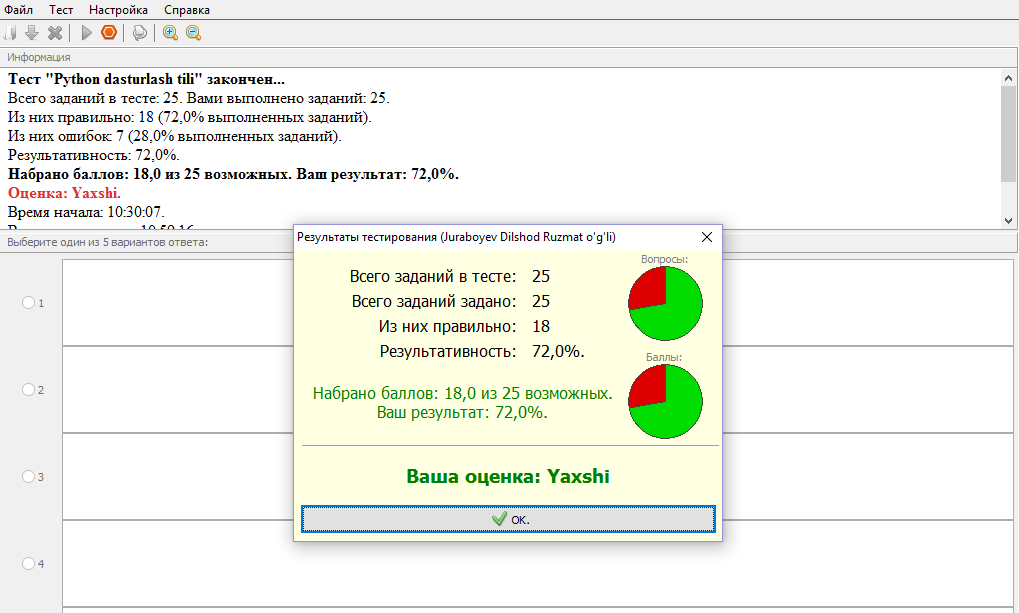 Файл Тест Настройка Справка
Информация
Тест "Python dasturlash tili" закончен...
Всего заданий в тесте: 25. Вами выполнено заданий: 25.
Из них правильно: 18 (72,0% выполненных заданий).
Из них ошибок: 7 (28,0% выполненных заданий).
Результативность: 72,0%.
Набрано баллов: 18,0 из 25 возможных. Ваш результат: 72,0%.
Оценка: Yaxshi.
Время начала: 10:30:07.
Выберите один из 5 вариантов ответа:
1
2
3
4
Результаты тестирования (Juraboyev Dilshod Ruzmat o'g'li)
Вопросы:
Всего заданий в тесте: 25
Всего заданий задано: 25
Из них правильно: 18
Результативность: 72,0%.
Баллы:
Набрано баллов: 18,0 из 25 возможных.
Ваш результат: 72,0%.
Ваша оценка: Yaxshi
OK.